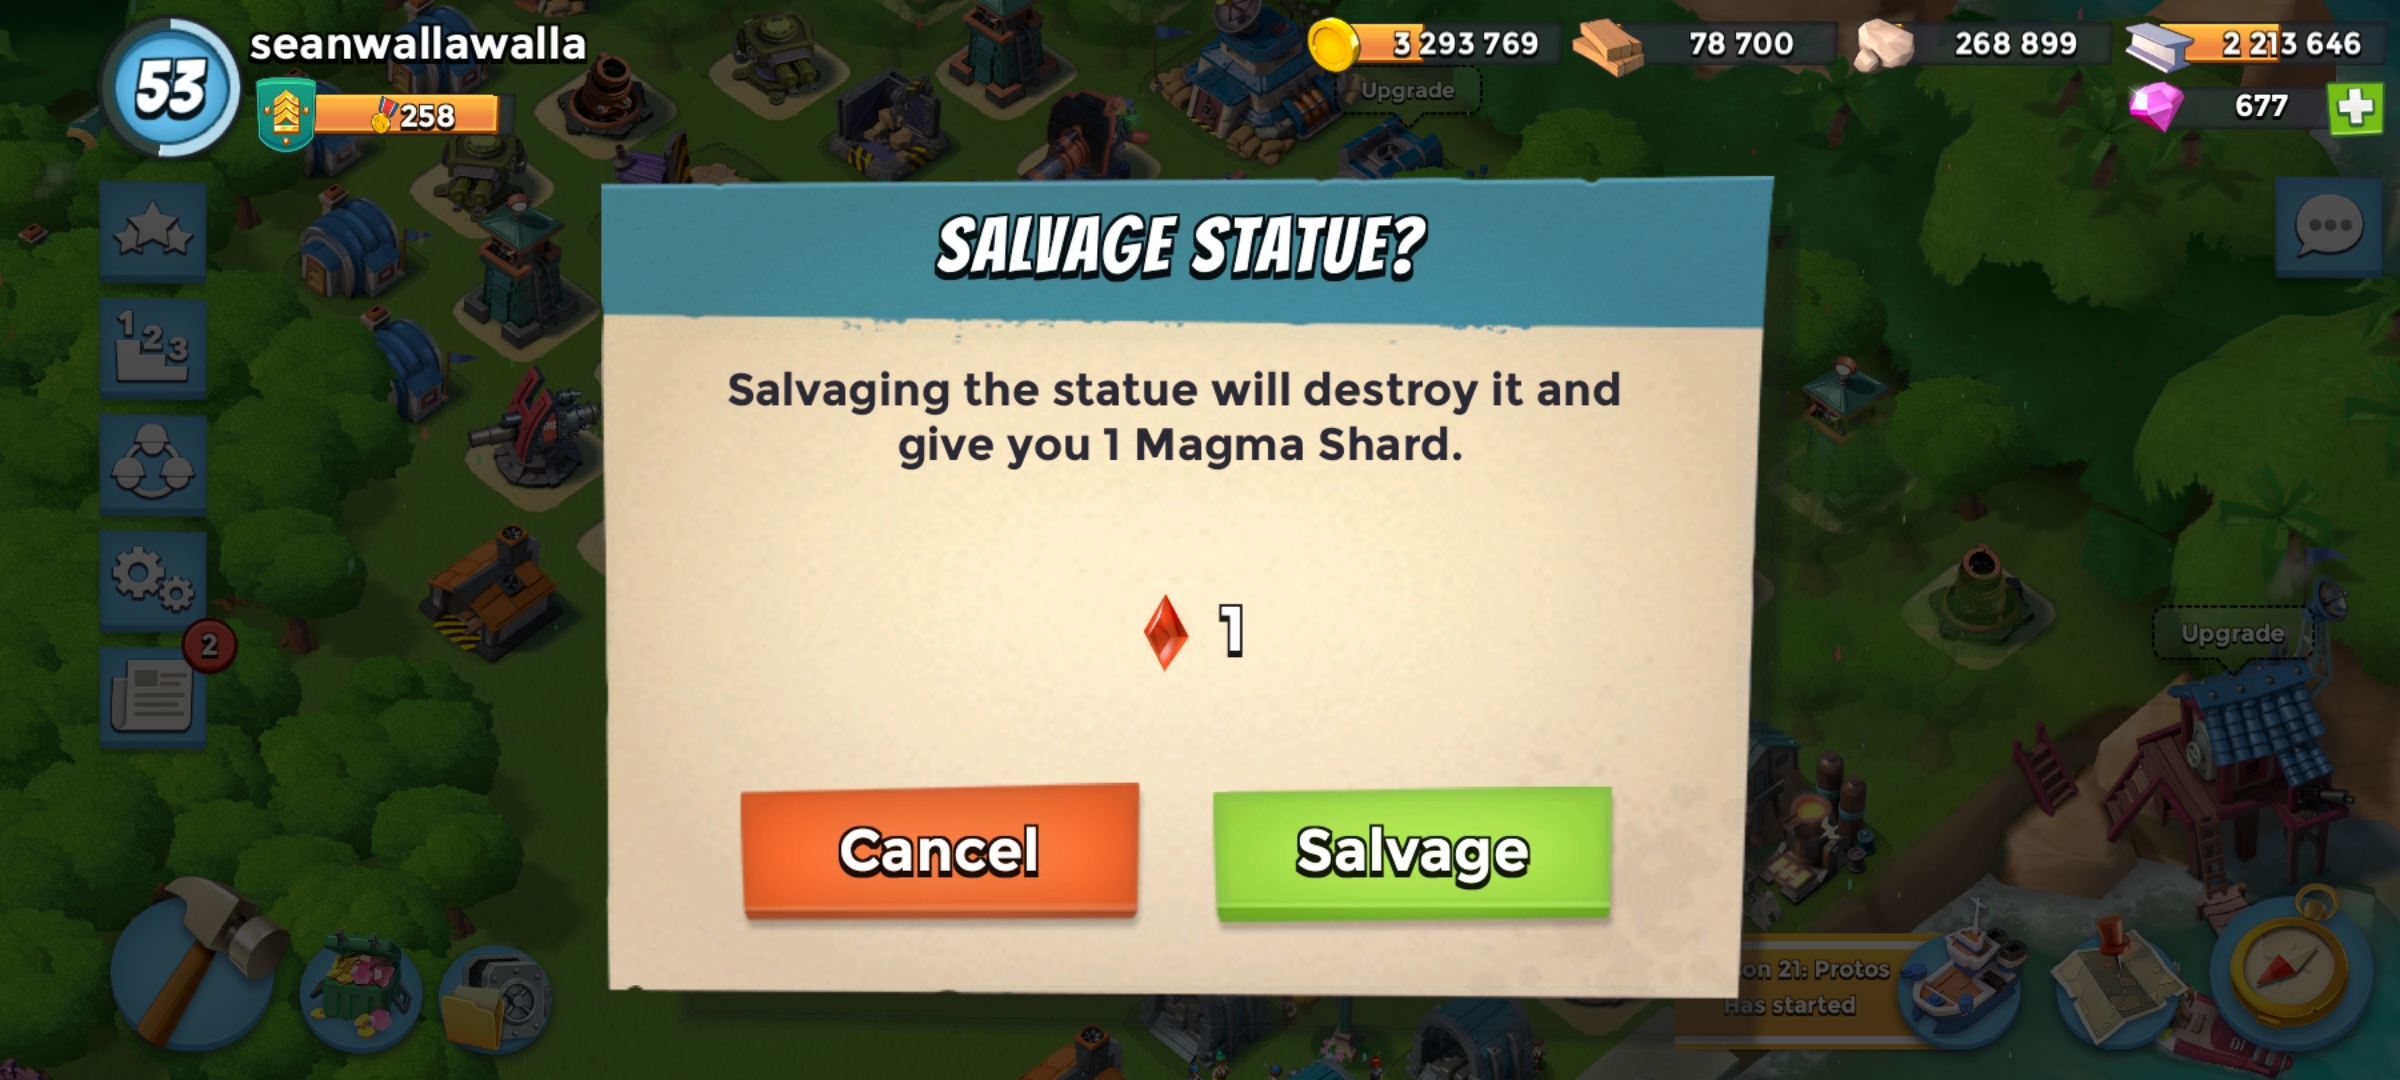 53
seanwallawalla
258
3 293 769
78 700
268 899
2 213 646
677
Upgrade
SALVAGE STATUE?
Salvaging the statue will destroy it and
give you 1 Magma Shard.
1
Cancel
Salvage
1 2 3
2
Upgrade
on 21: Protos
Has started